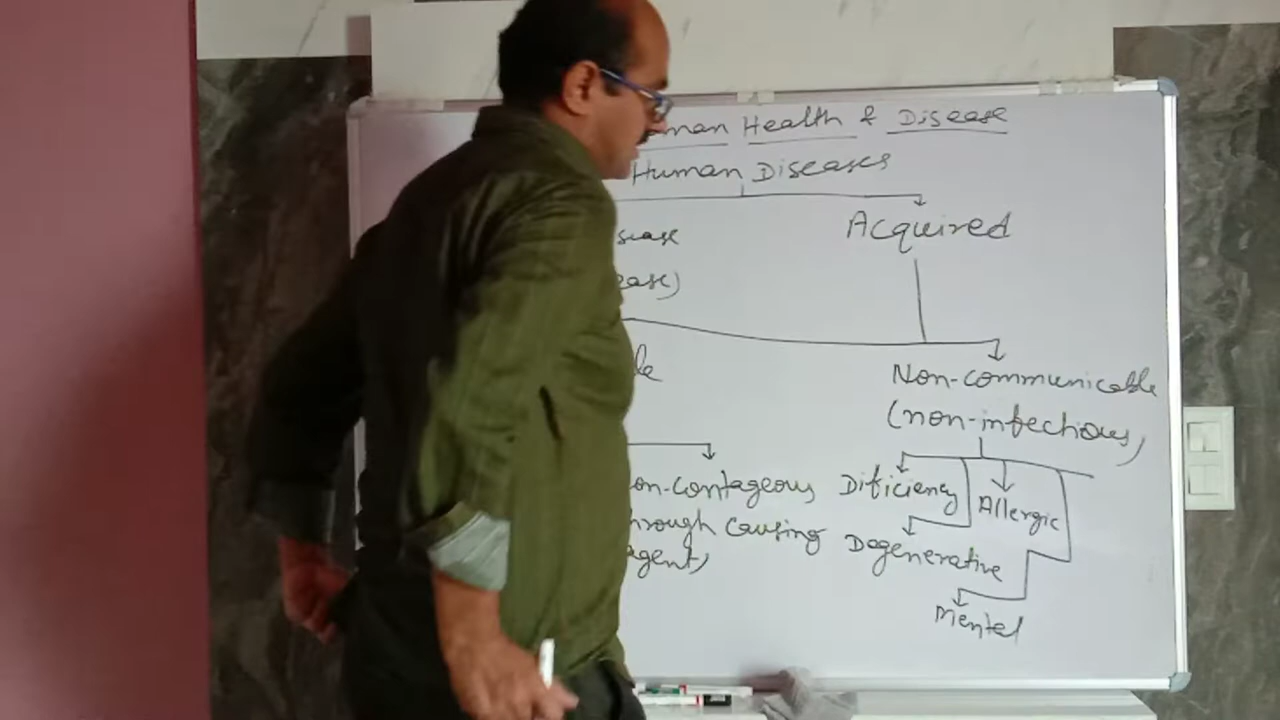 man Health & Disease
Human Diseases
sease
Acquired
ease)
le
Non-communicable
(non-infectious)
on-contageous
Dificiency
Allergic
hrough causing
Degenerative
agent)
Mental